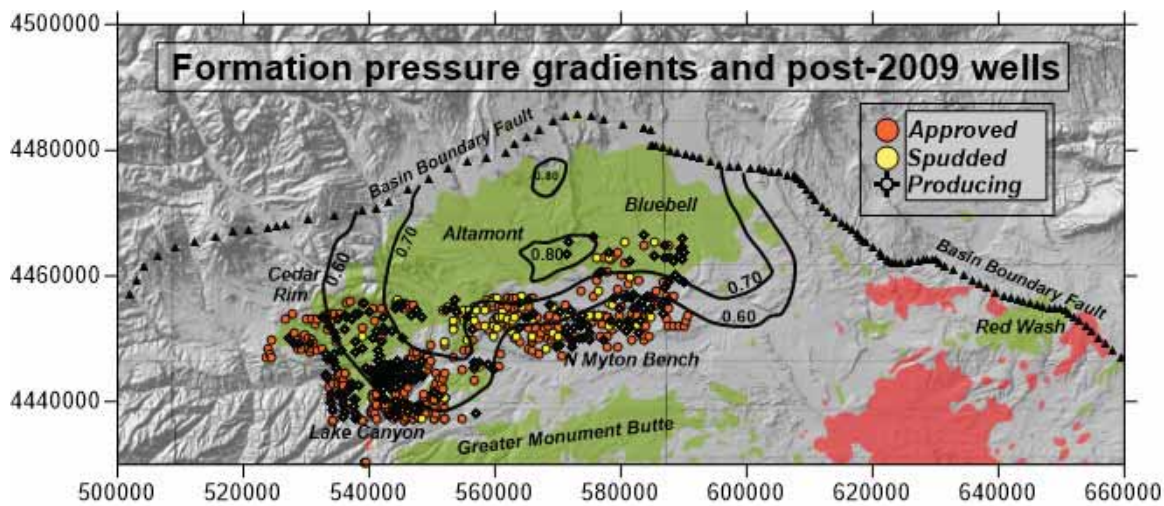 4500000
Formation pressure gradients and post-2009 wells
Approved
Spudded
Producing
4480000
Basin Boundary Fault
0.80
Bluebell
Altamont
0.70
0.80
4460000
Cedar
Rim
0.60
Basin Boundary Fault
0.70
0.60
Red Wash
N Myton Bench
4440000
Lake Canyon
Greater Monument Butte
500000 520000 540000 560000 580000 600000 620000 640000 660000